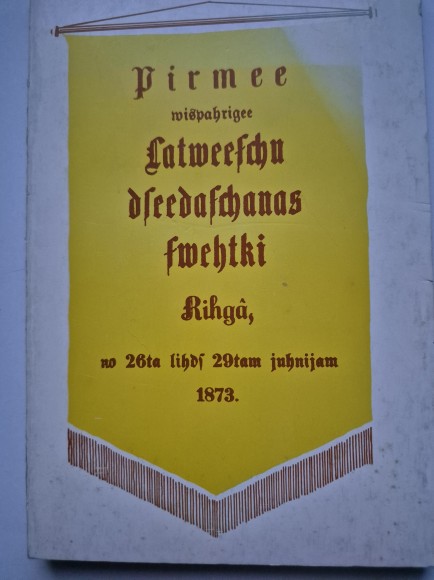 Pirmee
wispahrigee
Latweeſchu
dſeedaſchanas
ſwehtki
Rihgâ,
no 26ta lihdſ 29tam juhnijam
1873.